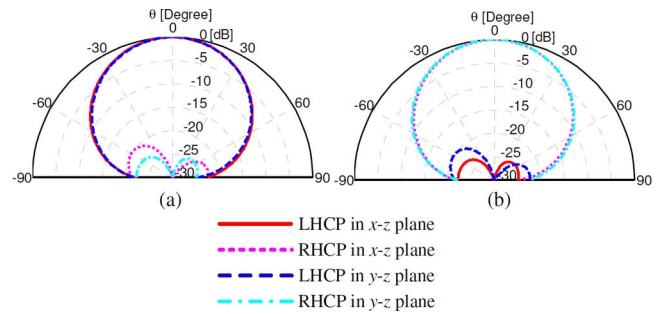 θ [Degree]
0
0 [dB]
-30
30
-5
-10
-60
60
-15
-20
-25
-30
-90
90
(a)
θ [Degree]
0
0 [dB]
-30
30
-5
-10
-60
60
-15
-20
-25
-30
-90
90
(b)
LHCP in x-z plane
RHCP in x-z plane
LHCP in y-z plane
RHCP in y-z plane